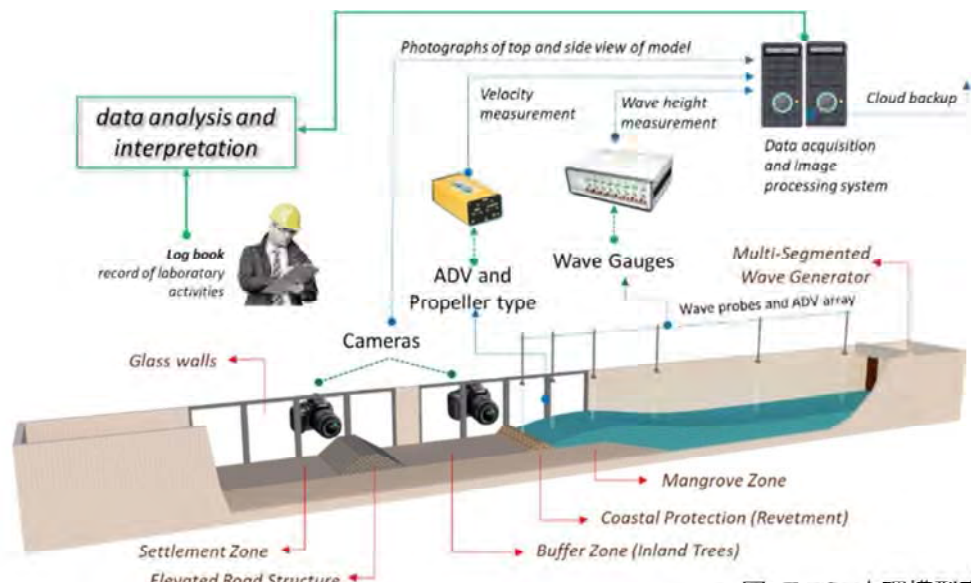 Photographs of top and side view of model
Velocity
measurement
Wave height
measurement
Cloud backup
data analysis and
interpretation
Data acquisition
and image
processing system
Log book
record of laboratory
activities
ADV and
Propeller type
Wave Gauges
Multi-Segmented
Wave Generator
Wave probes and ADV array
Cameras
Glass walls
Mangrove Zone
Coastal Protection (Revetment)
Buffer Zone (Inland Trees)
Settlement Zone
Elevated Road Structure